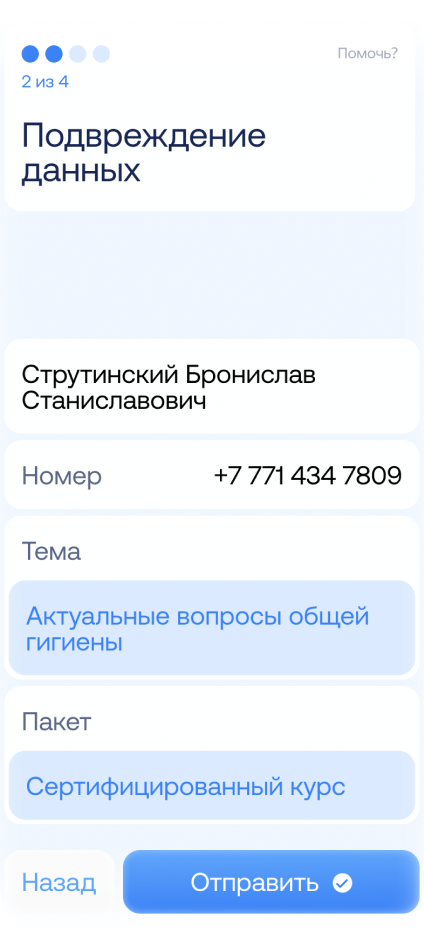 Помочь?
2 из 4
Подвреждение
данных
Струтинский Бронислав
Станиславович
Номер +7 771 434 7809
Тема
Актуальные вопросы общей
гигиены
Пакет
Сертифицированный курс
Назад Отправить